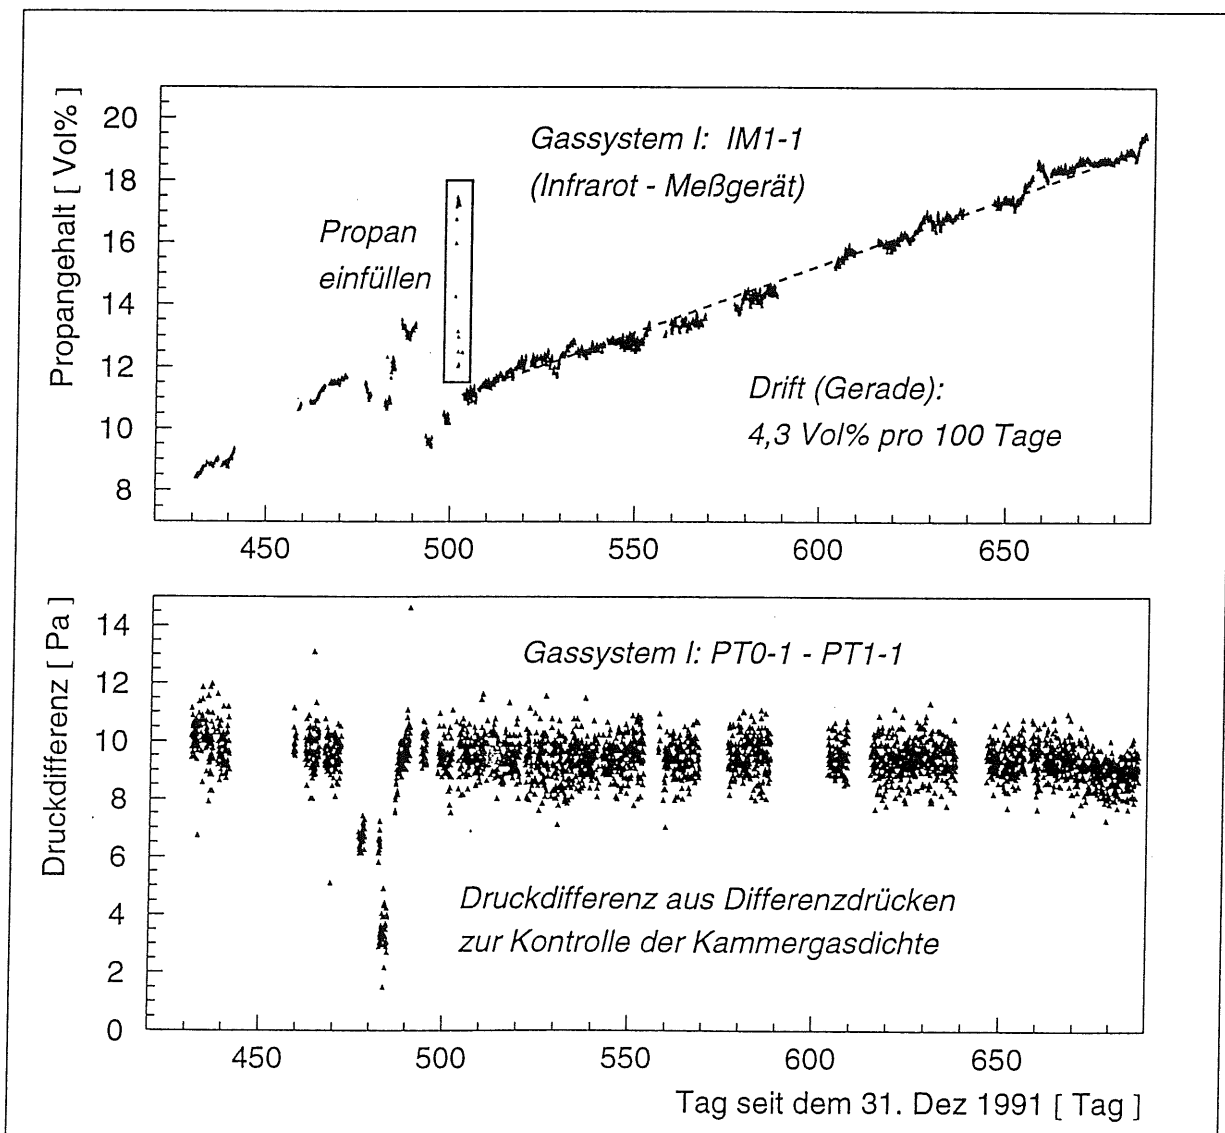 Propangehalt [ Vol% ]
20
18
16
14
12
10
8
Gassystem I: IM1-1
(Infrarot - Meßgerät)
Propan
einfüllen
Drift (Gerade):
4,3 Vol% pro 100 Tage
450 500 550 600 650
Druckdifferenz [ Pa ]
14
12
10
8
6
4
2
0
Gassystem I: PT0-1 - PT1-1
Druckdifferenz aus Differenzdrücken
zur Kontrolle der Kammergasdichte
450 500 550 600 650
Tag seit dem 31. Dez 1991 [ Tag ]